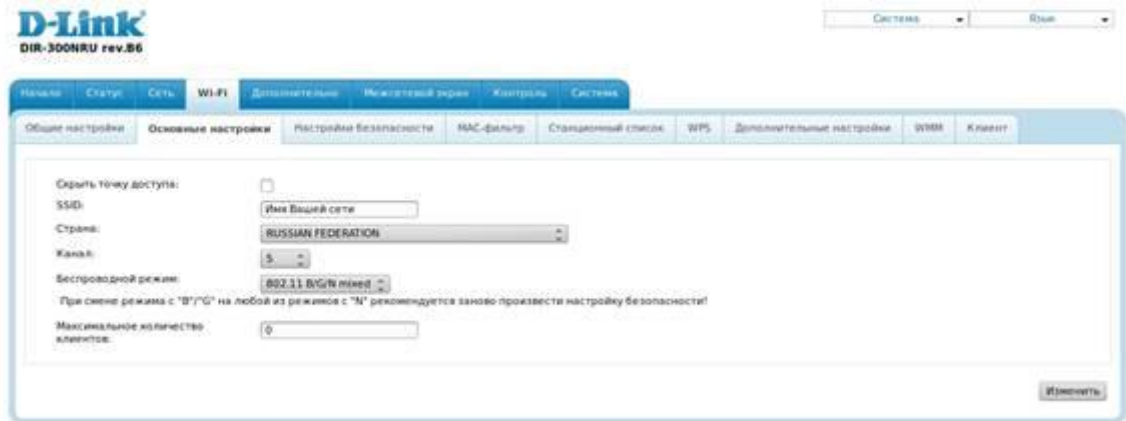 D-Link
DIR-300NRU rev.B6
Система Язык
Начало Статус Сеть Wi-Fi Дополнительно Межсетевой экран Контроль Система
Общие настройки Основные настройки Настройки безопасности MAC-фильтр Станционный список WPS Дополнительные настройки WMM Клиент
Скрыть точку доступа:
SSID: Имя Вашей сети
Страна: RUSSIAN FEDERATION
Канал: 5
Беспроводной режим: 802.11 B/G/N mixed
При смене режима с "B"/"G" на любой из режимов с "N" рекомендуется заново произвести настройку безопасности!
Максимальное количество
клиентов: 0
Изменить